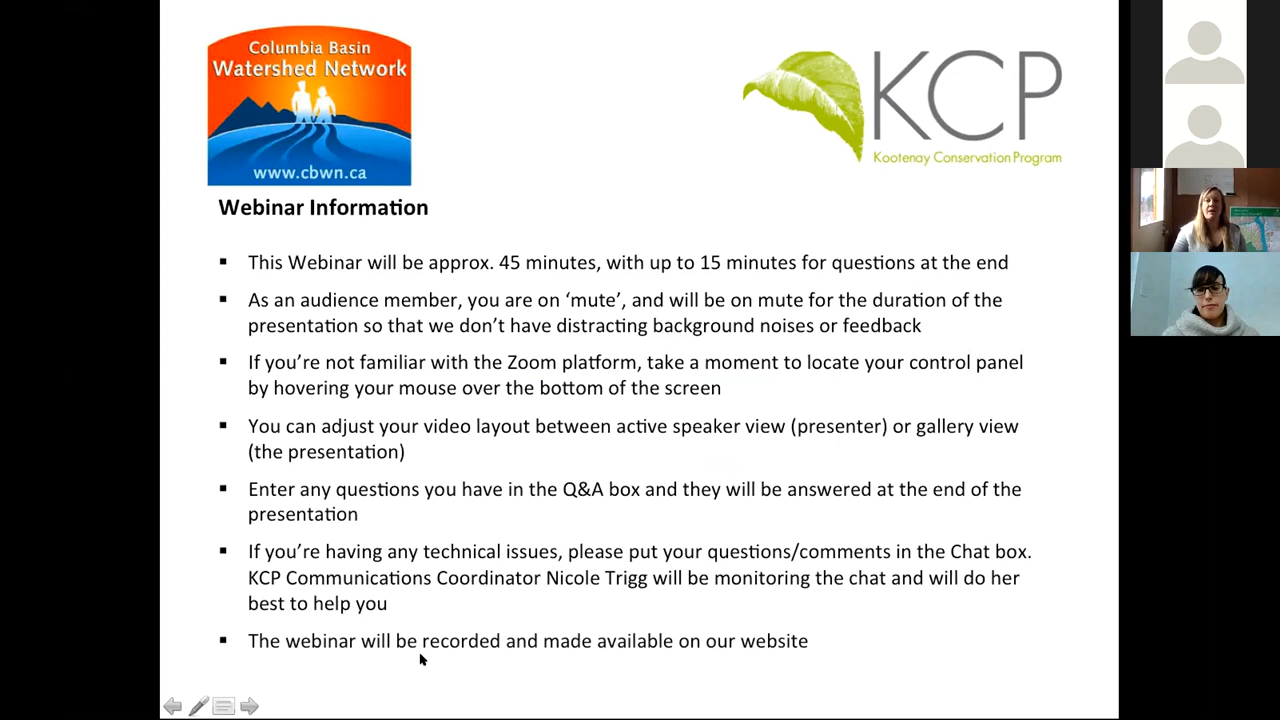 Columbia Basin
Watershed Network
www.cbwn.ca
KCP
Kootenay Conservation Program
Webinar Information
▪ This Webinar will be approx. 45 minutes, with up to 15 minutes for questions at the end
▪ As an audience member, you are on ‘mute’, and will be on mute for the duration of the
presentation so that we don’t have distracting background noises or feedback
▪ If you’re not familiar with the Zoom platform, take a moment to locate your control panel
by hovering your mouse over the bottom of the screen
▪ You can adjust your video layout between active speaker view (presenter) or gallery view
(the presentation)
▪ Enter any questions you have in the Q&A box and they will be answered at the end of the
presentation
▪ If you’re having any technical issues, please put your questions/comments in the Chat box.
KCP Communications Coordinator Nicole Trigg will be monitoring the chat and will do her
best to help you
▪ The webinar will be recorded and made available on our website